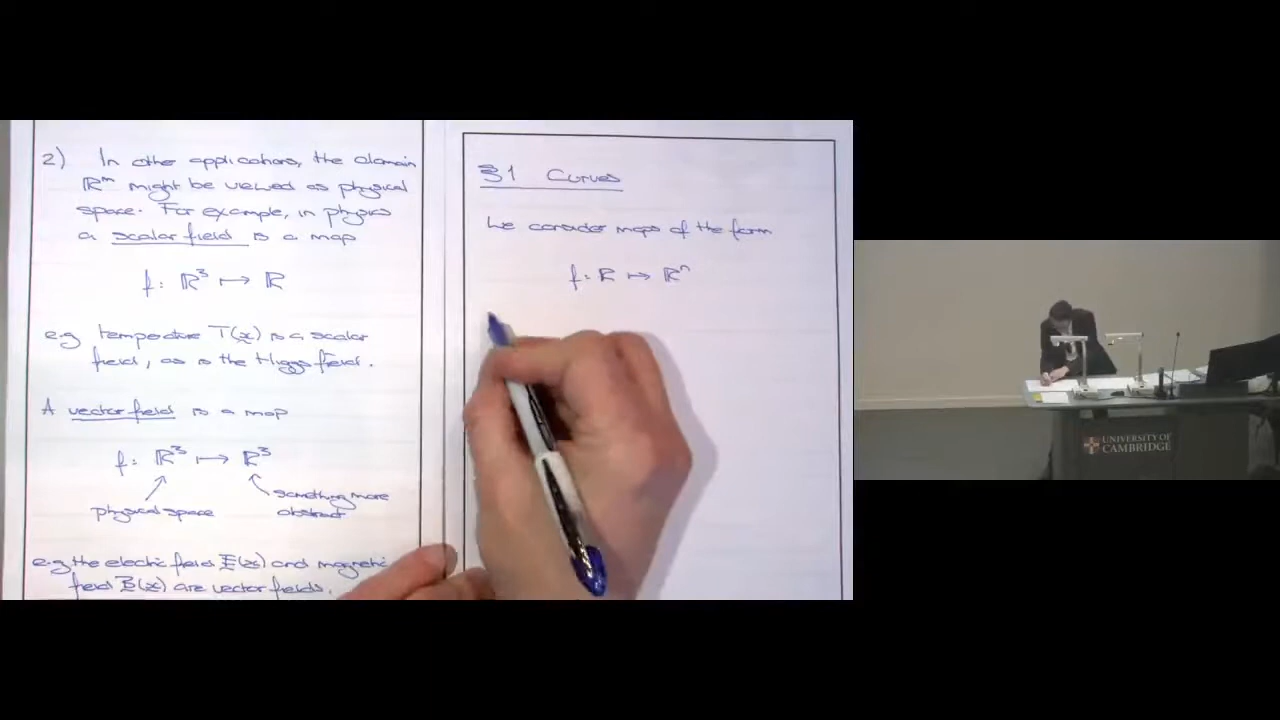 2) In other applications, the domain
ℝᵐ might be viewed as physical
space. For example, in physics
a scalar field is a map
f: ℝ³ ↦ ℝ
e.g temperature T(x) is a scalar
field, as is the Higgs field.
A vector field is a map
f: ℝ³ ↦ ℝ³
physical space
something more
abstract
e.g the electric field E(x) and magnetic
field B(x) are vector fields.
§1 Curves
We consider maps of the form
f: ℝ ↦ ℝⁿ
UNIVERSITY OF
CAMBRIDGE